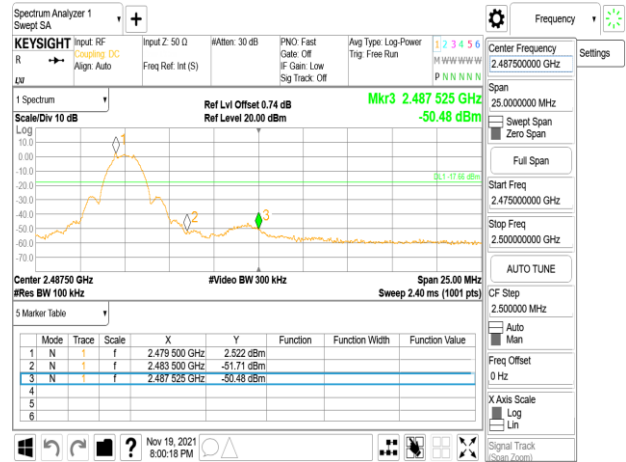 Spectrum Analyzer 1
Swept SA
Frequency
KEYSIGHT
R
Input: RF
Coupling: DC
Align: Auto
Input Z: 50 Ω
Freq Ref: Int (S)
#Atten: 30 dB
PNO: Fast
Gate: Off
IF Gain: Low
Sig Track: Off
Avg Type: Log-Power
Trig: Free Run
1 2 3 4 5 6
M W W W W W
P N N N N N
Center Frequency
2.487500000 GHz
Settings
Span
25.0000000 MHz
Swept Span
Zero Span
Full Span
Start Freq
2.475000000 GHz
Stop Freq
2.500000000 GHz
AUTO TUNE
CF Step
2.500000 MHz
Auto
Man
Freq Offset
0 Hz
X Axis Scale
Log
Lin
Signal Track
(Span Zoom)
1 Spectrum
Scale/Div 10 dB
Ref Lvl Offset 0.74 dB
Ref Level 20.00 dBm
Mkr3 2.487 525 GHz
-50.48 dBm
Log
10.0
0.00
-10.0
-20.0
-30.0
-40.0
-50.0
-60.0
-70.0
1
2
3
DL1 -17.66 dBm
Center 2.48750 GHz
#Res BW 100 kHz
#Video BW 300 kHz
Span 25.00 MHz
Sweep 2.40 ms (1001 pts)
5 Marker Table
Mode Trace Scale X Y Function Function Width Function Value
1 N 1 f 2.479 500 GHz 2.522 dBm
2 N 1 f 2.483 500 GHz -51.71 dBm
3 N 1 f 2.487 525 GHz -50.48 dBm
4
5
6
?
Nov 19, 2021
8:00:18 PM